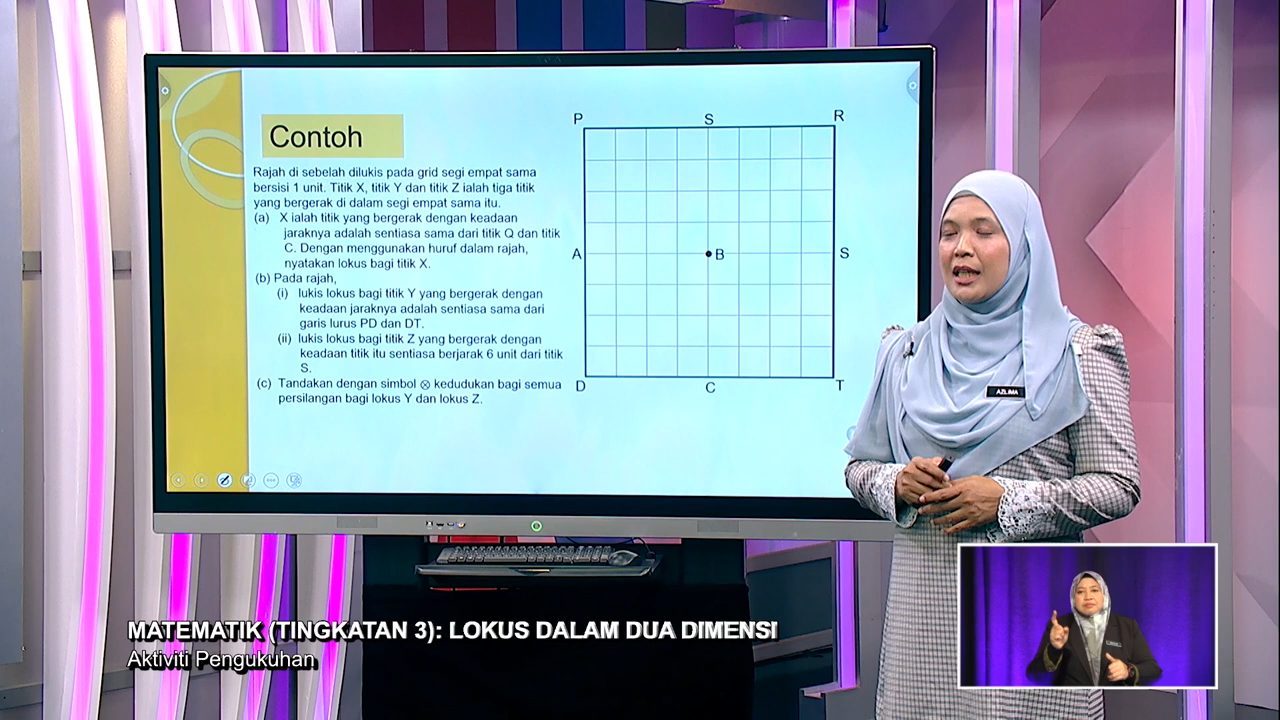 Contoh
Rajah di sebelah dilukis pada grid segi empat sama
bersisi 1 unit. Titik X, titik Y dan titik Z ialah tiga titik
yang bergerak di dalam segi empat sama itu.
(a) X ialah titik yang bergerak dengan keadaan
jaraknya adalah sentiasa sama dari titik Q dan titik
C. Dengan menggunakan huruf dalam rajah,
nyatakan lokus bagi titik X.
(b) Pada rajah,
(i) lukis lokus bagi titik Y yang bergerak dengan
keadaan jaraknya adalah sentiasa sama dari
garis lurus PD dan DT.
(ii) lukis lokus bagi titik Z yang bergerak dengan
keadaan titik itu sentiasa berjarak 6 unit dari titik
S.
(c) Tandakan dengan simbol ⊗ kedudukan bagi semua
persilangan bagi lokus Y dan lokus Z.
P S R
A B S
D C T
AZLIMA
MATEMATIK (TINGKATAN 3): LOKUS DALAM DUA DIMENSI
Aktiviti Pengukuhan